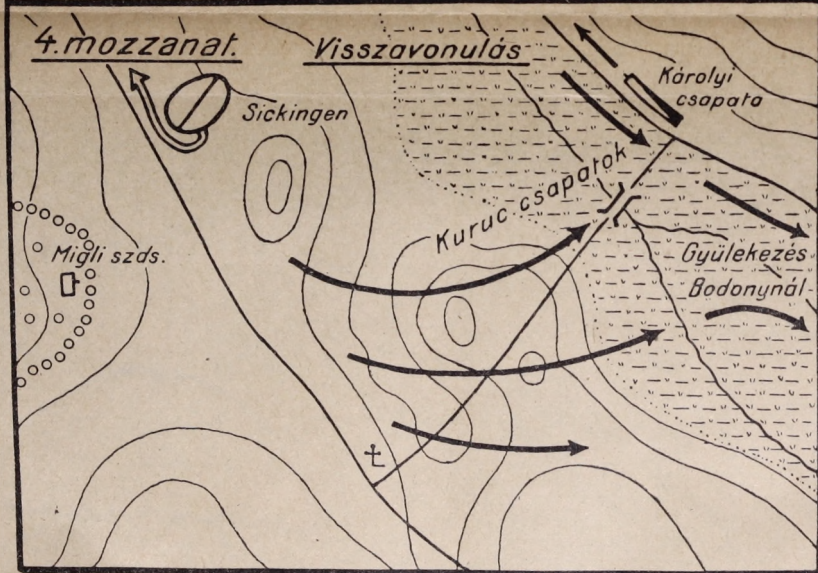 4. mozzanat.
Visszavonulás
Károlyi
csapata
Sickingen
Kuruc csapatok
Migli szds.
Gyülekezés
Bodonynál